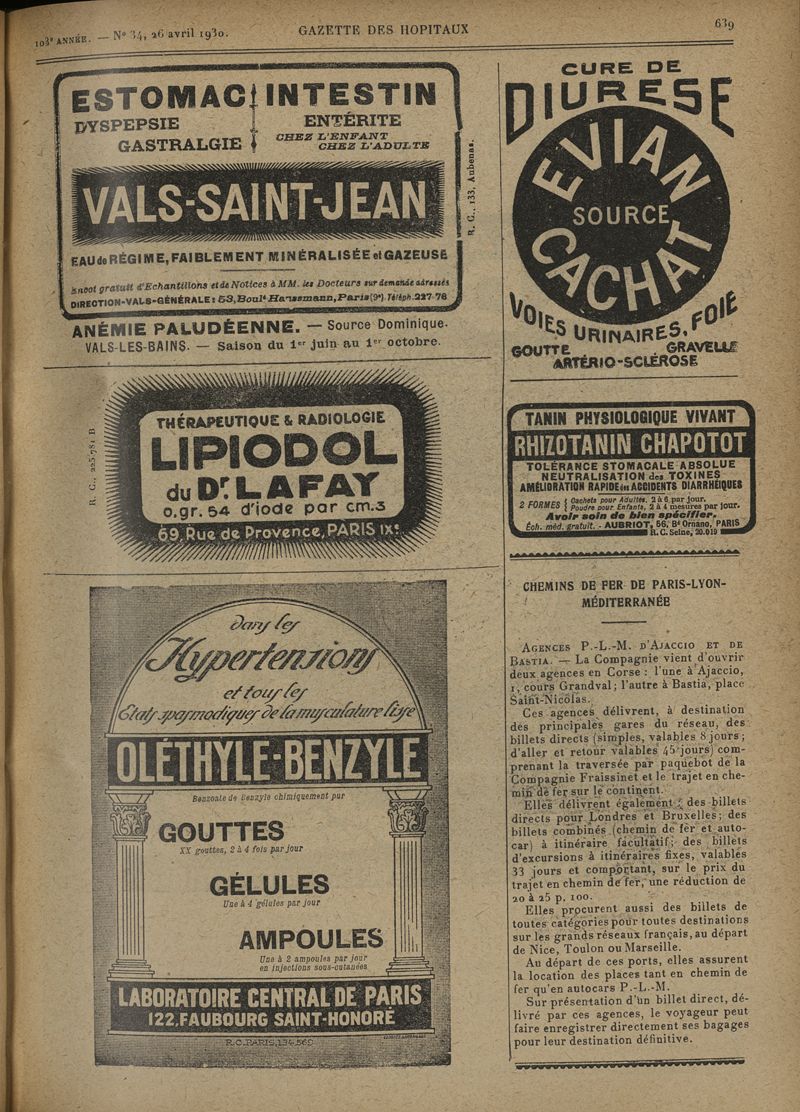 103e ANNÉE. — No 34, 26 avril 1930.
GAZETTE DES HOPITAUX
639
ESTOMAC INTESTIN
DYSPEPSIE
GASTRALGIE
ENTÉRITE
CHEZ L'ENFANT
CHEZ L'ADULTE
VALS-SAINT-JEAN
EAU de RÉGIME, FAIBLEMENT MINÉRALISÉE et GAZEUSE
Envoi gratuit d'Echantillons et de Notices à MM. les Docteurs sur demande adressés
DIRECTION-VALS-GÉNÉRALE: 53, Boult Haussmann, Paris (9e). Téléph. 227-78
R. C., 133, Aubenas.
ANÉMIE PALUDÉENNE. — Source Dominique.
VALS-LES-BAINS. — Saison du 1er juin au 1er octobre.
THÉRAPEUTIQUE & RADIOLOGIE
LIPIODOL
du Dr. LAFAY
0.gr. 54 d'iode par cm.3
69, Rue de Provence, PARIS IXe.
R. C., 225.781 B
dans les
Hypertensions
et tous les
États spasmodiques de la musculature lisse
OLÉTHYLE-BENZYLE
Benzoate de Benzyle chimiquement pur
GOUTTES
XX gouttes, 2 à 4 fois par jour
GÉLULES
Une à 4 gélules par jour
AMPOULES
Une à 2 ampoules par jour
en injections sous-cutanées
LABORATOIRE CENTRAL DE PARIS
122, FAUBOURG SAINT-HONORÉ
R.C. PARIS, 134.569
CURE DE
DIURESE
EVIAN
SOURCE
CACHAT
VOIES URINAIRES, FOIE
GOUTTE
GRAVELLE
ARTÉRIO-SCLÉROSE
TANIN PHYSIOLOGIQUE VIVANT
RHIZOTANIN CHAPOTOT
TOLÉRANCE STOMACALE ABSOLUE
NEUTRALISATION des TOXINES
AMÉLIORATION RAPIDE des ACCIDENTS DIARRHÉIQUES
2 FORMES { Cachets pour Adultes, 2 à 6 par jour.
Poudre pour Enfants, 2 à 4 mesures par jour.
Avoir soin de bien spécifier.
Éch. méd. gratuit. - AUBRIOT, 56, Bd Ornano, PARIS
R. C. Seine, 20.019
CHEMINS DE FER DE PARIS-LYON-
MÉDITERRANÉE
AGENCES P.-L.-M. D'AJACCIO ET DE
BASTIA. — La Compagnie vient d'ouvrir
deux agences en Corse : l'une à Ajaccio,
1, cours Grandval ; l'autre à Bastia, place
Saint-Nicolas.
Ces agences délivrent, à destination
des principales gares du réseau, des
billets directs (simples, valables 8 jours ;
d'aller et retour valables 45 jours) com-
prenant la traversée par paquebot de la
Compagnie Fraissinet et le trajet en che-
min de fer sur le continent.
Elles délivrent également : des billets
directs pour Londres et Bruxelles ; des
billets combinés (chemin de fer et auto-
car) à itinéraire facultatif ; des billets
d'excursions à itinéraires fixes, valables
33 jours et comportant, sur le prix du
trajet en chemin de fer, une réduction de
20 à 25 p. 100.
Elles procurent aussi des billets de
toutes catégories pour toutes destinations
sur les grands réseaux français, au départ
de Nice, Toulon ou Marseille.
Au départ de ces ports, elles assurent
la location des places tant en chemin de
fer qu'en autocars P.-L.-M.
Sur présentation d'un billet direct, dé-
livré par ces agences, le voyageur peut
faire enregistrer directement ses bagages
pour leur destination définitive.